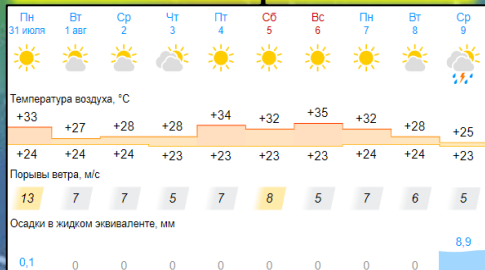 Пн Вт Ср Чт Пт Сб Вс Пн Вт Ср
31 июля 1 авг 2 3 4 5 6 7 8 9
Температура воздуха, °C
+33 +27 +28 +28 +34 +32 +35 +32 +28 +25
+24 +24 +24 +23 +23 +23 +23 +24 +24 +23
Порывы ветра, м/с
13 7 7 5 7 8 5 7 6 5
Осадки в жидком эквиваленте, мм
0,1 0 0 0 0 0 0 0 0 8,9